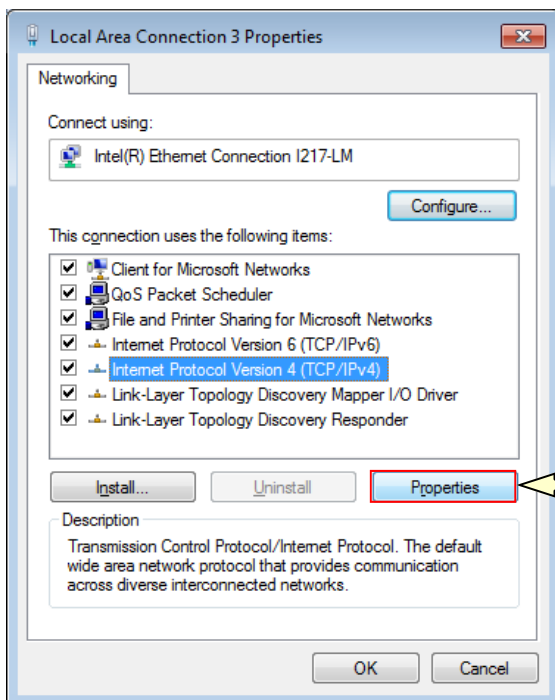 Local Area Connection 3 Properties
Networking
Connect using:
Intel(R) Ethernet Connection I217-LM
Configure...
This connection uses the following items:
Client for Microsoft Networks
QoS Packet Scheduler
File and Printer Sharing for Microsoft Networks
Internet Protocol Version 6 (TCP/IPv6)
Internet Protocol Version 4 (TCP/IPv4)
Link-Layer Topology Discovery Mapper I/O Driver
Link-Layer Topology Discovery Responder
Install...
Uninstall
Properties
Description
Transmission Control Protocol/Internet Protocol. The default
wide area network protocol that provides communication
across diverse interconnected networks.
OK
Cancel